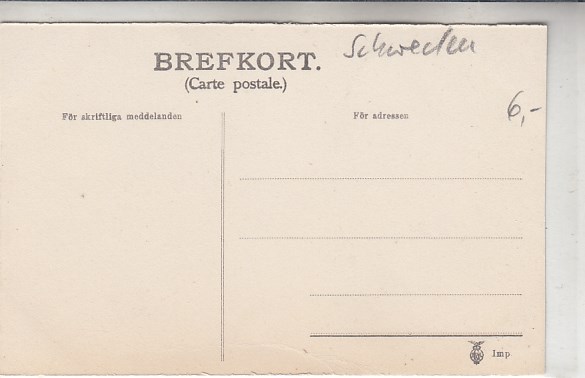 Schweden
BREFKORT.
(Carte postale.)
6,-
För skriftliga meddelanden
För adressen
Imp.